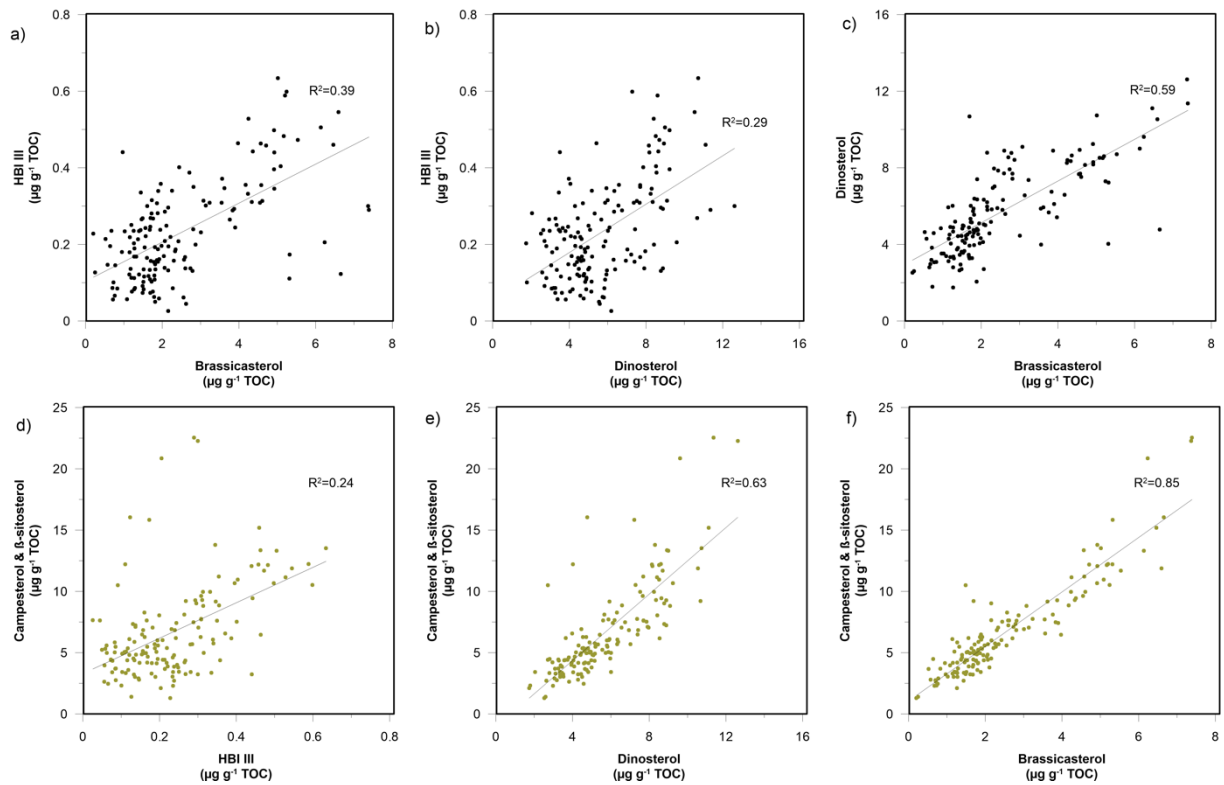 a)
0.8
0.6
0.4
0.2
0
HBI III
(µg g⁻¹ TOC)
R²=0.39
0 2 4 6 8
Brassicasterol
(µg g⁻¹ TOC)
b)
0.8
0.6
0.4
0.2
0
HBI III
(µg g⁻¹ TOC)
R²=0.29
0 4 8 12 16
Dinosterol
(µg g⁻¹ TOC)
c)
16
12
8
4
0
Dinosterol
(µg g⁻¹ TOC)
R²=0.59
0 2 4 6 8
Brassicasterol
(µg g⁻¹ TOC)
d)
25
20
15
10
5
0
Campesterol & ß-sitosterol
(µg g⁻¹ TOC)
R²=0.24
0 0.2 0.4 0.6 0.8
HBI III
(µg g⁻¹ TOC)
e)
25
20
15
10
5
0
Campesterol & ß-sitosterol
(µg g⁻¹ TOC)
R²=0.63
0 4 8 12 16
Dinosterol
(µg g⁻¹ TOC)
f)
25
20
15
10
5
0
Campesterol & ß-sitosterol
(µg g⁻¹ TOC)
R²=0.85
0 2 4 6 8
Brassicasterol
(µg g⁻¹ TOC)